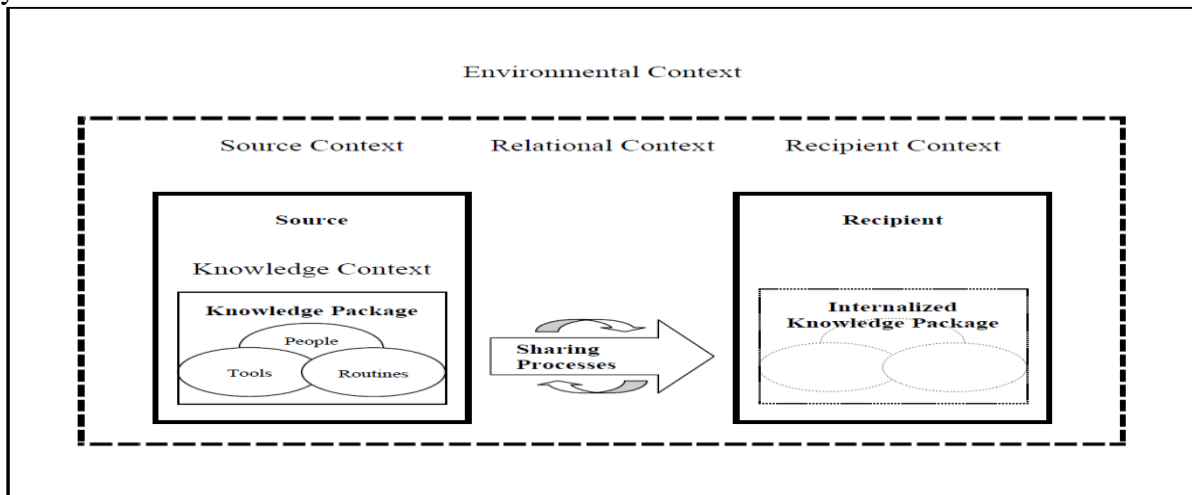 y
Environmental Context
Source Context Relational Context Recipient Context
Source Recipient
Knowledge Context
Knowledge Package
People
Tools Routines
Sharing
Processes
Internalized
Knowledge Package